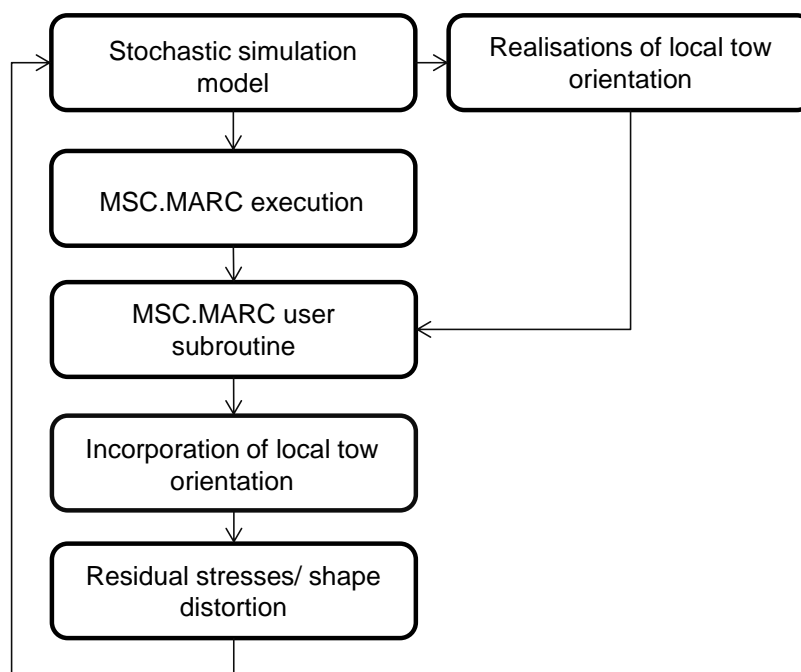 Stochastic simulation
model
Realisations of local tow
orientation
MSC.MARC execution
MSC.MARC user
subroutine
Incorporation of local tow
orientation
Residual stresses/ shape
distortion